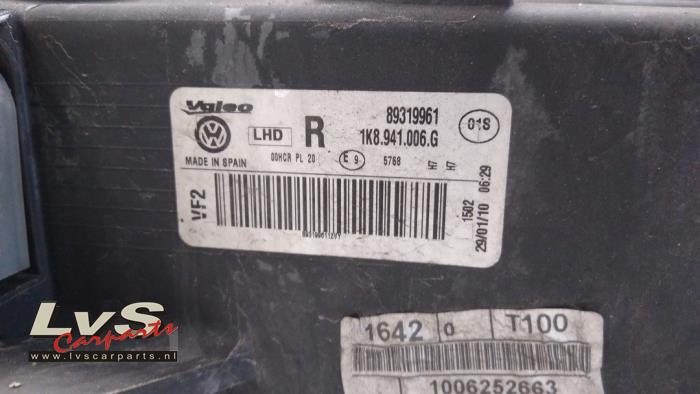 Valeo
89319961
01S
LHD R 1K8.941.006.G
MADE IN SPAIN
00HCR PL 20 E 9 5768 H7 H7
VF2
1502
29/01/10 06:29
1642 0 T100
1006252663
LvS
Carparts
www.lvscarparts.nl